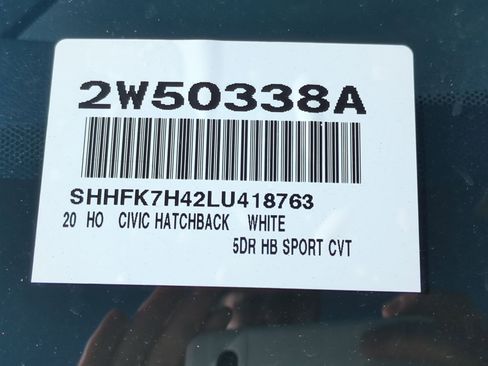 2W50338A
SHHFK7H42LU418763
20 HO CIVIC HATCHBACK WHITE
5DR HB SPORT CVT